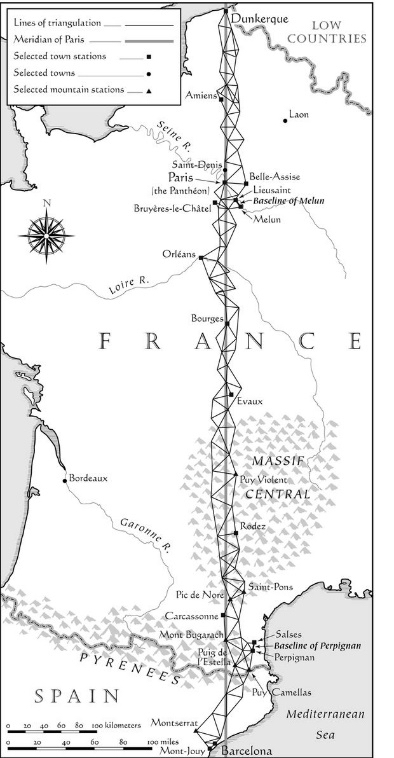 Lines of triangulation
Meridian of Paris
Selected town stations
Selected towns
Selected mountain stations
Dunkerque
LOW
COUNTRIES
Amiens
Laon
Seine R.
Saint-Denis
Paris
(the Panthéon)
Belle-Assise
Lieusaint
Baseline of Melun
Bruyères-le-Châtel
Melun
N
Orléans
Loire R.
Bourges
FRANCE
Evaux
MASSIF
CENTRAL
Puy Violent
Bordeaux
Garonne R.
Rodez
Pic de Nore
Saint-Pons
Carcassonne
Mont Bugarach
Salses
Baseline of Perpignan
Perpignan
Puig de
l'Estella
PYRENEES
Puy Camellas
SPAIN
Mediterranean
Sea
Montserrat
0 20 40 60 80 100 kilometers
0 20 40 60 80 100 miles
Mont-Jouy
Barcelona